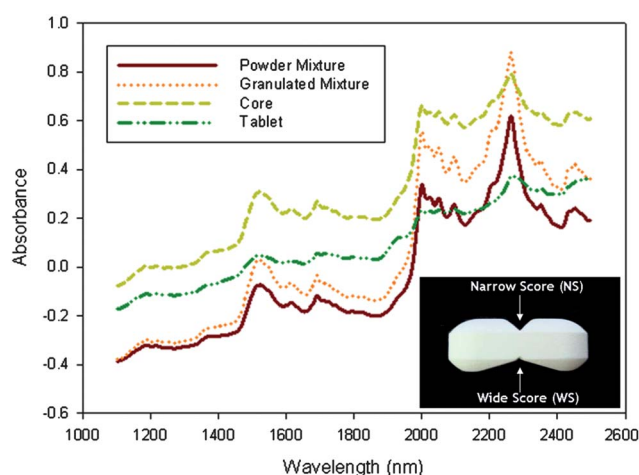 1.0
0.8
0.6
0.4
0.2
0.0
-0.2
-0.4
-0.6
Absorbance
Powder Mixture
Granulated Mixture
Core
Tablet
Narrow Score (NS)
Wide Score (WS)
1000 1200 1400 1600 1800 2000 2200 2400 2600
Wavelength (nm)